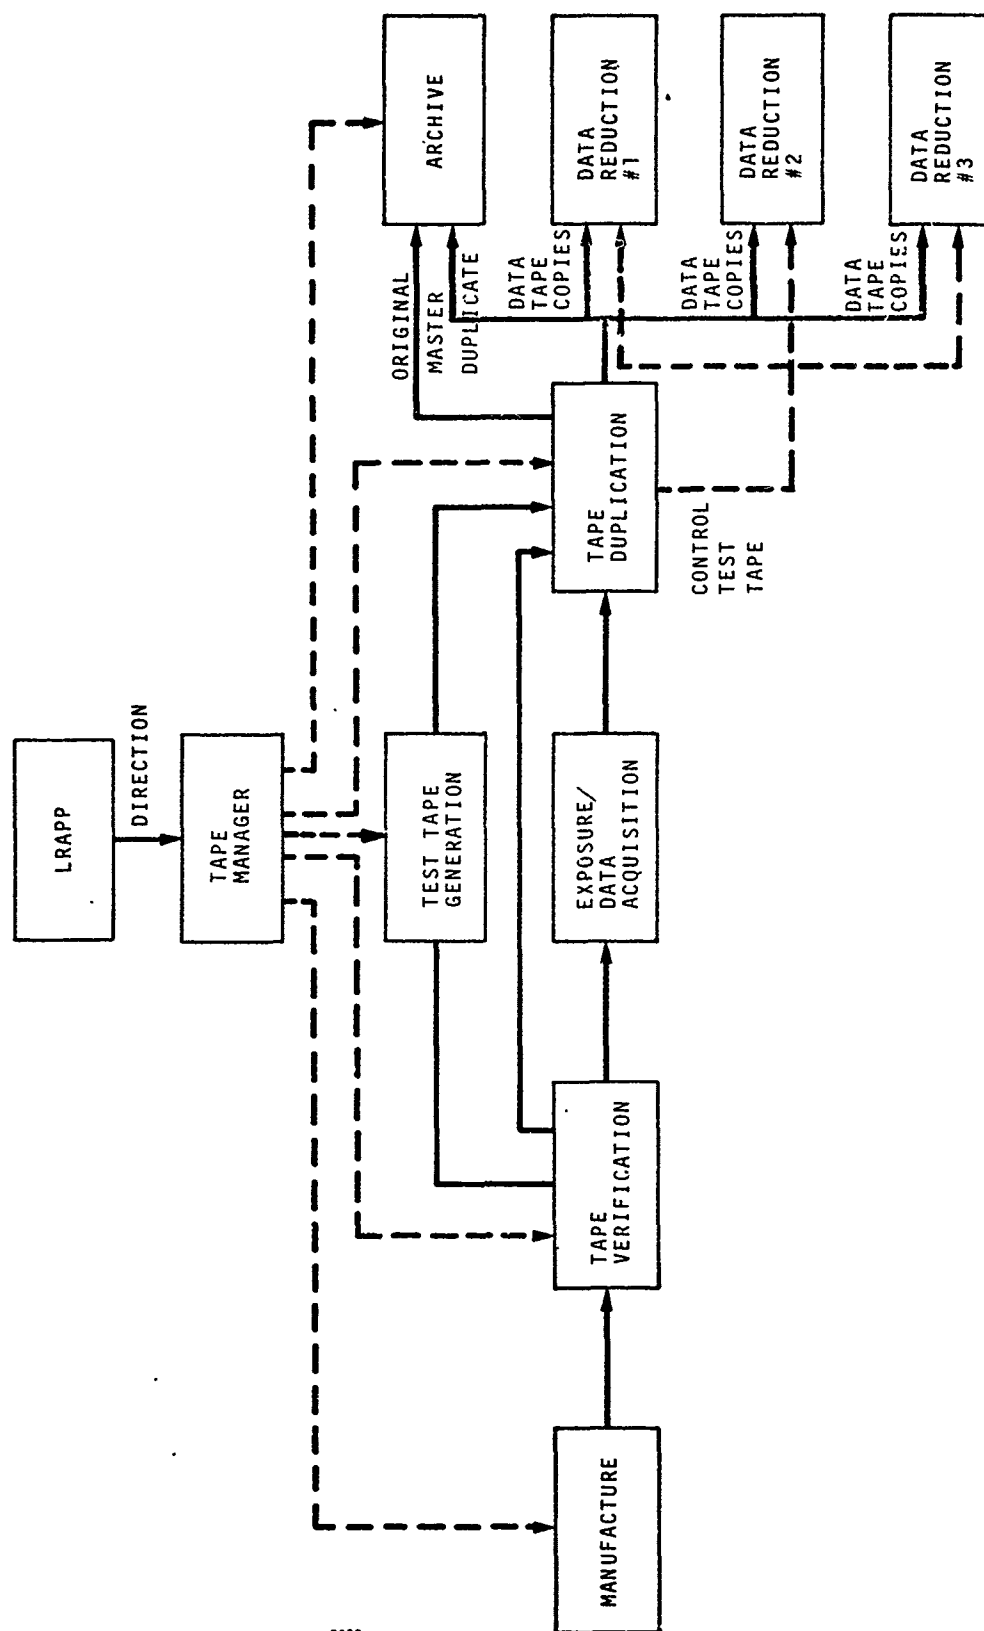 LRAPP
DIRECTION
TAPE
MANAGER
TEST TAPE
GENERATION
MANUFACTURE
TAPE
VERIFICATION
EXPOSURE/
DATA
ACQUISITION
TAPE
DUPLICATION
CONTROL
TEST
TAPE
ORIGINAL
MASTER
DUPLICATE
ARCHIVE
DATA
TAPE
COPIES
DATA
REDUCTION
#1
DATA
TAPE
COPIES
DATA
REDUCTION
#2
DATA
TAPE
COPIES
DATA
REDUCTION
#3